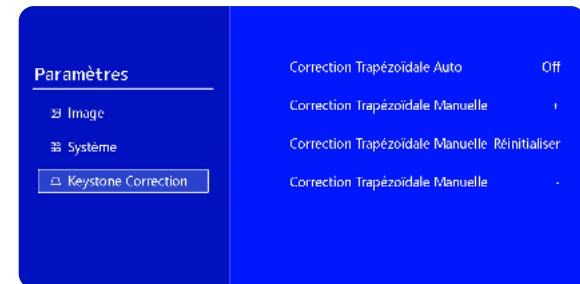 Paramètres
Image
Système
Keystone Correction
Correction Trapézoïdale Auto Off
Correction Trapézoïdale Manuelle +
Correction Trapézoïdale Manuelle Réinitialiser
Correction Trapézoïdale Manuelle -